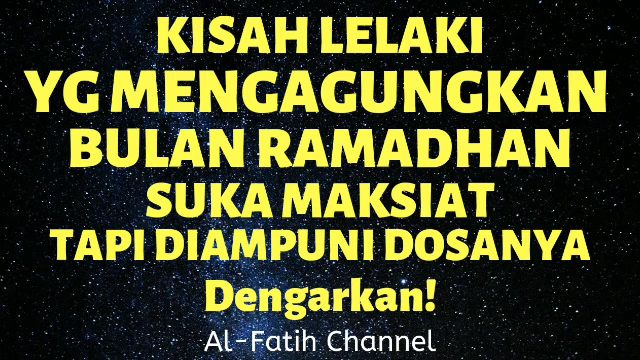 KISAH LELAKI
YG MENGAGUNGKAN
BULAN RAMADHAN
SUKA MAKSIAT
TAPI DIAMPUNI DOSANYA
Dengarkan!
Al-Fatih Channel